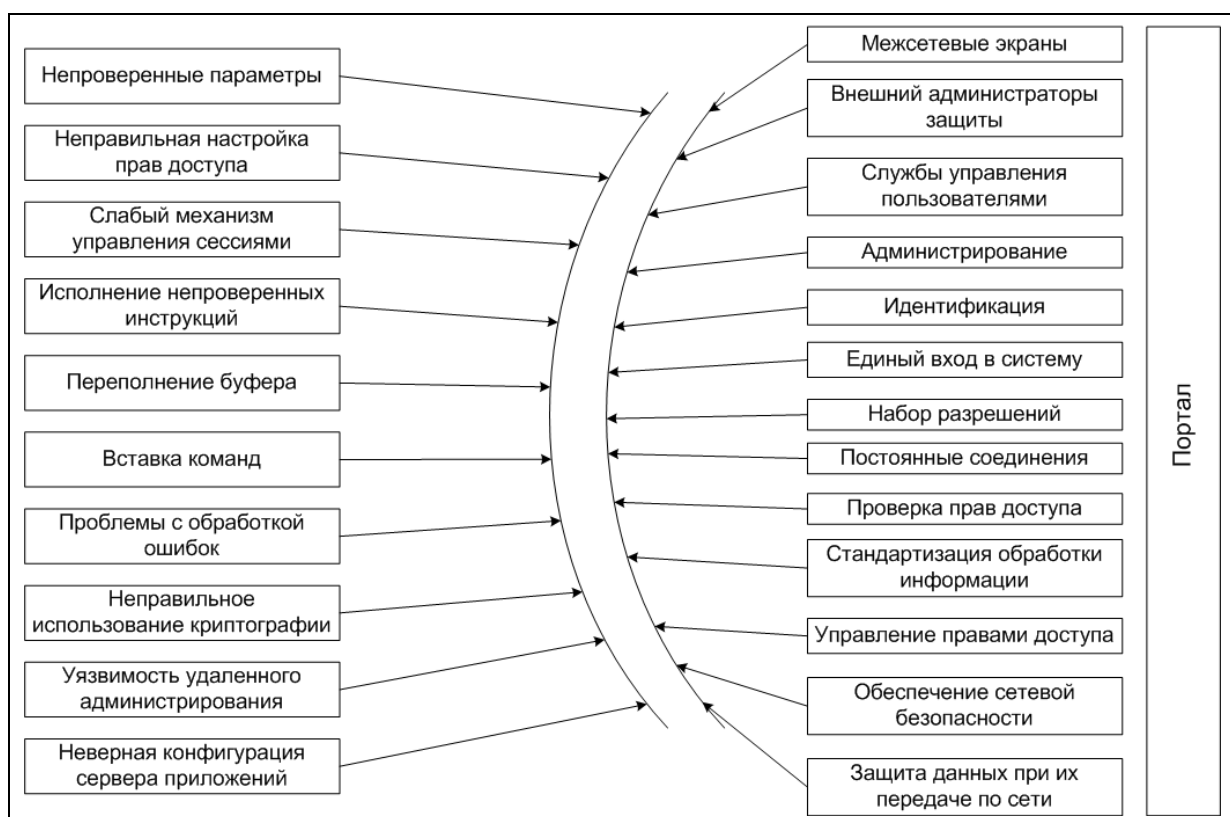 Непроверенные параметры
Неправильная настройка
прав доступа
Слабый механизм
управления сессиями
Исполнение непроверенных
инструкций
Переполнение буфера
Вставка команд
Проблемы с обработкой
ошибок
Неправильное
использование криптографии
Уязвимость удаленного
администрирования
Неверная конфигурация
сервера приложений
Межсетевые экраны
Внешний администраторы
защиты
Службы управления
пользователями
Администрирование
Идентификация
Единый вход в систему
Набор разрешений
Постоянные соединения
Проверка прав доступа
Стандартизация обработки
информации
Управление правами доступа
Обеспечение сетевой
безопасности
Защита данных при их
передаче по сети
Портал